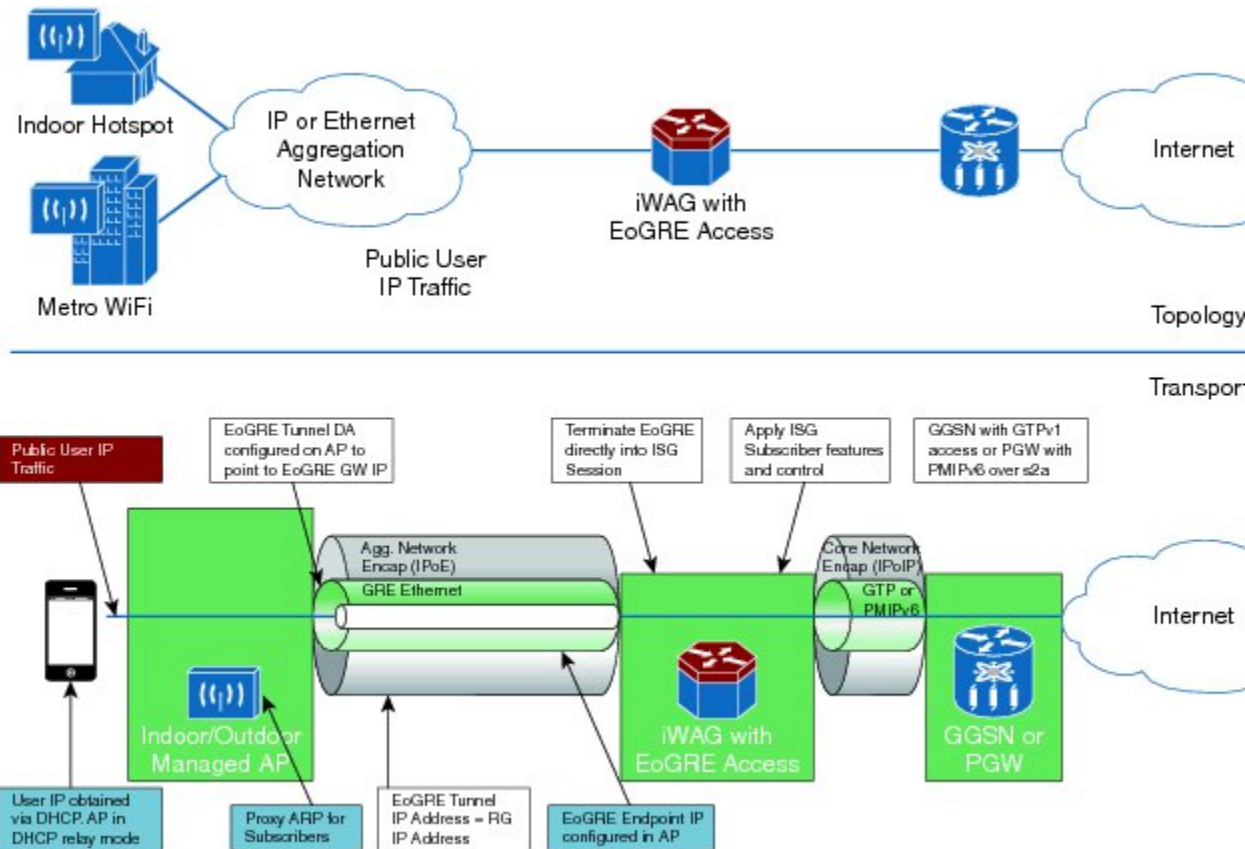 Indoor Hotspot
IP or Ethernet
Aggregation
Network
Internet
iWAG with
EoGRE Access
Public User
IP Traffic
Metro WiFi
Topology
Transport
Public User IP
Traffic
EoGRE Tunnel DA
configured on AP to
point to EoGRE GW IP
Terminate EoGRE
directly into ISG
Session
Apply ISG
Subscriber features
and control
GGSN with GTPv1
access or PGW with
PMIPv6 over s2a
Agg. Network
Encap (IPoE)
GRE Ethernet
Core Network
Encap (IPoIP)
GTP or
PMIPv6
Internet
Indoor/Outdoor
Managed AP
iWAG with
EoGRE Access
GGSN or
PGW
User IP obtained
via DHCP. AP in
DHCP relay mode
Proxy ARP for
Subscribers
EoGRE Tunnel
IP Address = RG
IP Address
EoGRE Endpoint IP
configured in AP